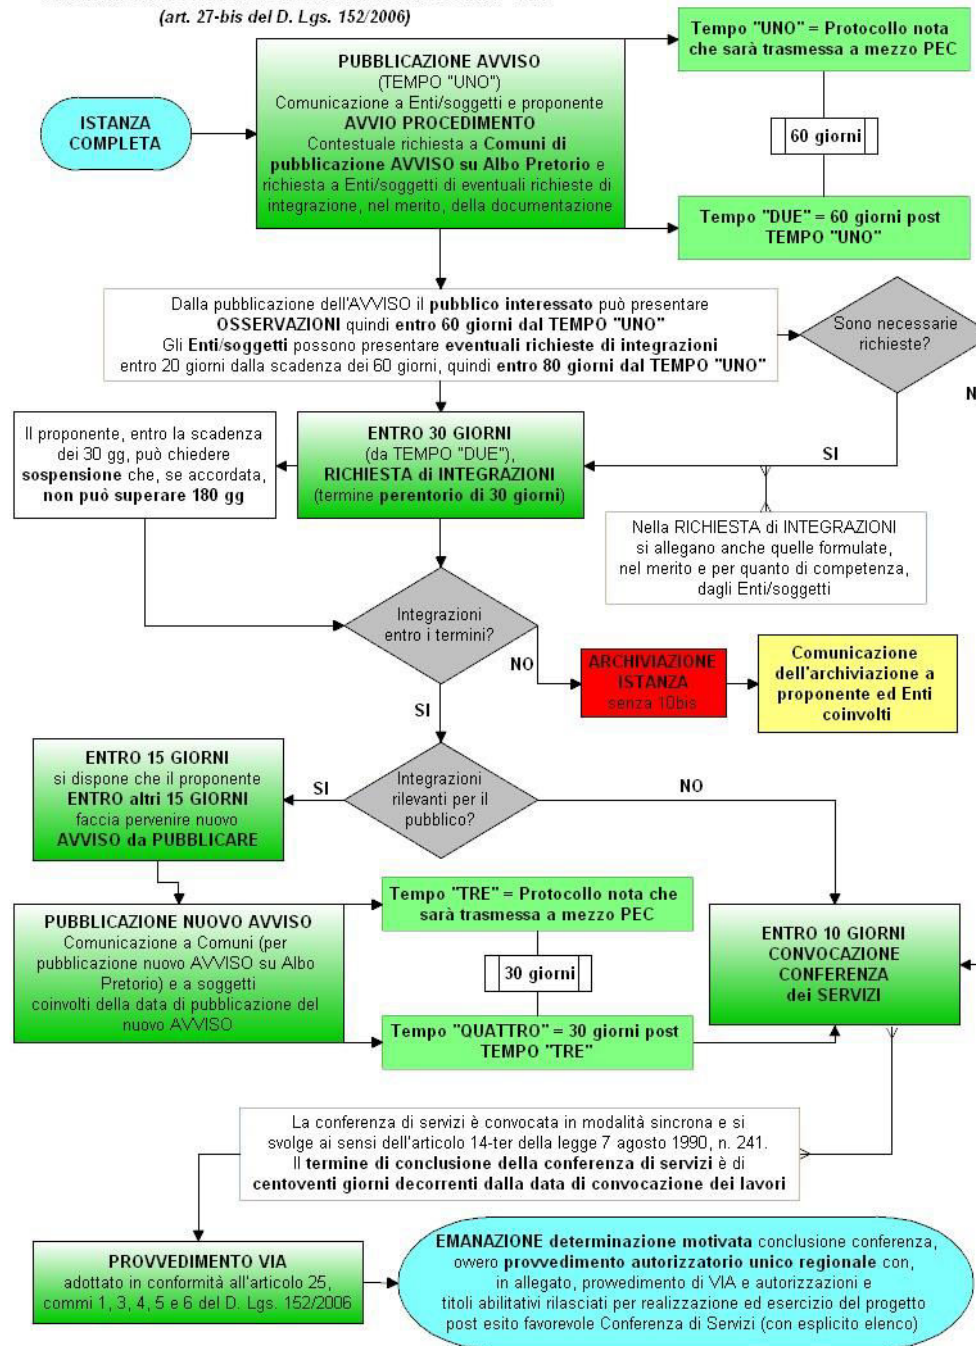 (art. 27-bis del D. Lgs. 152/2006)
ISTANZA
COMPLETA
PUBBLICAZIONE AVVISO
(TEMPO "UNO")
Comunicazione a Enti/soggetti e proponente
AVVIO PROCEDIMENTO
Contestuale richiesta a Comuni di
pubblicazione AVVISO su Albo Pretorio e
richiesta a Enti/soggetti di eventuali richieste di
integrazione, nel merito, della documentazione
Tempo "UNO" = Protocollo nota
che sarà trasmessa a mezzo PEC
60 giorni
Tempo "DUE" = 60 giorni post
TEMPO "UNO"
Dalla pubblicazione dell'AVVISO il pubblico interessato può presentare
OSSERVAZIONI quindi entro 60 giorni dal TEMPO "UNO"
Gli Enti/soggetti possono presentare eventuali richieste di integrazioni
entro 20 giorni dalla scadenza dei 60 giorni, quindi entro 80 giorni dal TEMPO "UNO"
Sono necessarie
richieste?
N
SI
Il proponente, entro la scadenza
dei 30 gg, può chiedere
sospensione che, se accordata,
non può superare 180 gg
ENTRO 30 GIORNI
(da TEMPO "DUE"),
RICHIESTA di INTEGRAZIONI
(termine perentorio di 30 giorni)
Nella RICHIESTA di INTEGRAZIONI
si allegano anche quelle formulate,
nel merito e per quanto di competenza,
dagli Enti/soggetti
Integrazioni
entro i termini?
NO
ARCHIVIAZIONE
ISTANZA
senza 10bis
Comunicazione
dell'archiviazione a
proponente ed Enti
coinvolti
SI
ENTRO 15 GIORNI
si dispone che il proponente
ENTRO altri 15 GIORNI
faccia pervenire nuovo
AVVISO da PUBBLICARE
SI
Integrazioni
rilevanti per il
pubblico?
NO
PUBBLICAZIONE NUOVO AVVISO
Comunicazione a Comuni (per
pubblicazione nuovo AVVISO su Albo
Pretorio) e a soggetti
coinvolti della data di pubblicazione del
nuovo AVVISO
Tempo "TRE" = Protocollo nota che
sarà trasmessa a mezzo PEC
30 giorni
Tempo "QUATTRO" = 30 giorni post
TEMPO "TRE"
ENTRO 10 GIORNI
CONVOCAZIONE
CONFERENZA
dei SERVIZI
La conferenza di servizi è convocata in modalità sincrona e si
svolge ai sensi dell'articolo 14-ter della legge 7 agosto 1990, n. 241.
Il termine di conclusione della conferenza di servizi è di
centoventi giorni decorrenti dalla data di convocazione dei lavori
PROVVEDIMENTO VIA
adottato in conformità all'articolo 25,
commi 1, 3, 4, 5 e 6 del D. Lgs. 152/2006
EMANAZIONE determinazione motivata conclusione conferenza,
ovvero provvedimento autorizzatorio unico regionale con,
in allegato, provvedimento di VIA e autorizzazioni e
titoli abilitativi rilasciati per realizzazione ed esercizio del progetto
post esito favorevole Conferenza di Servizi (con esplicito elenco)